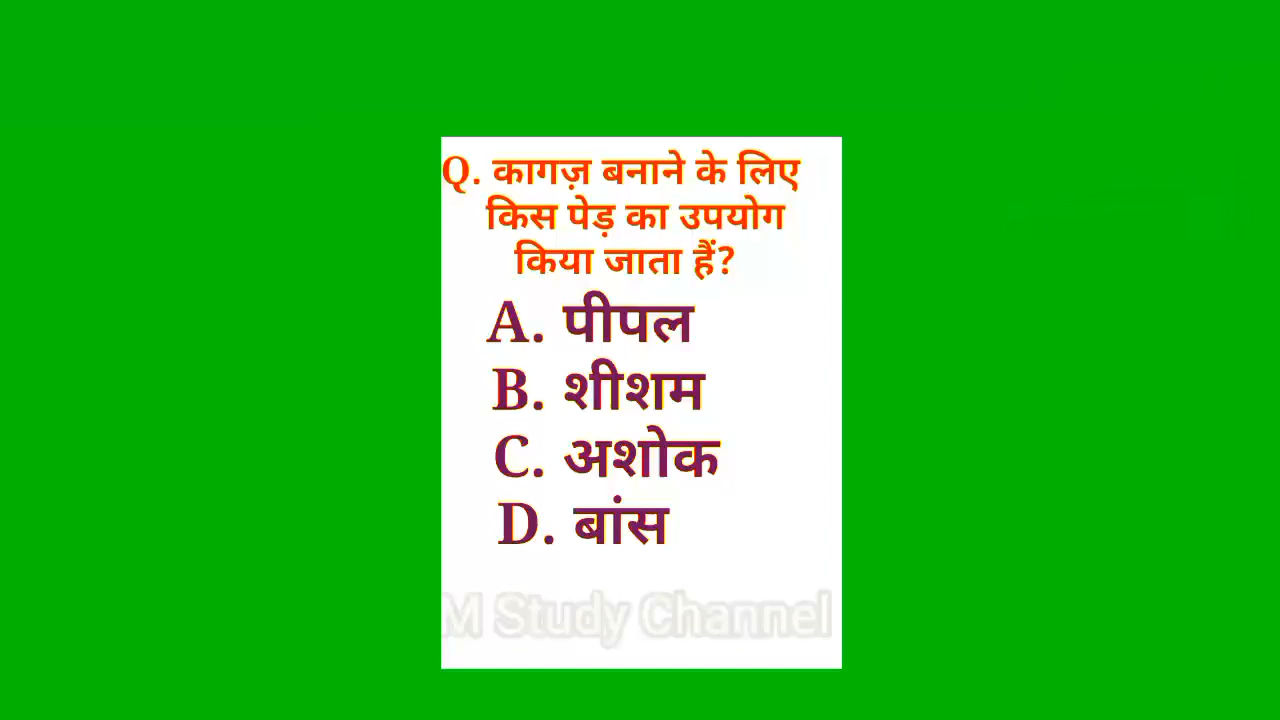 Q. कागज़ बनाने के लिए
किस पेड़ का उपयोग
किया जाता हैं?
A. पीपल
B. शीशम
C. अशोक
D. बांस
M Study Channel